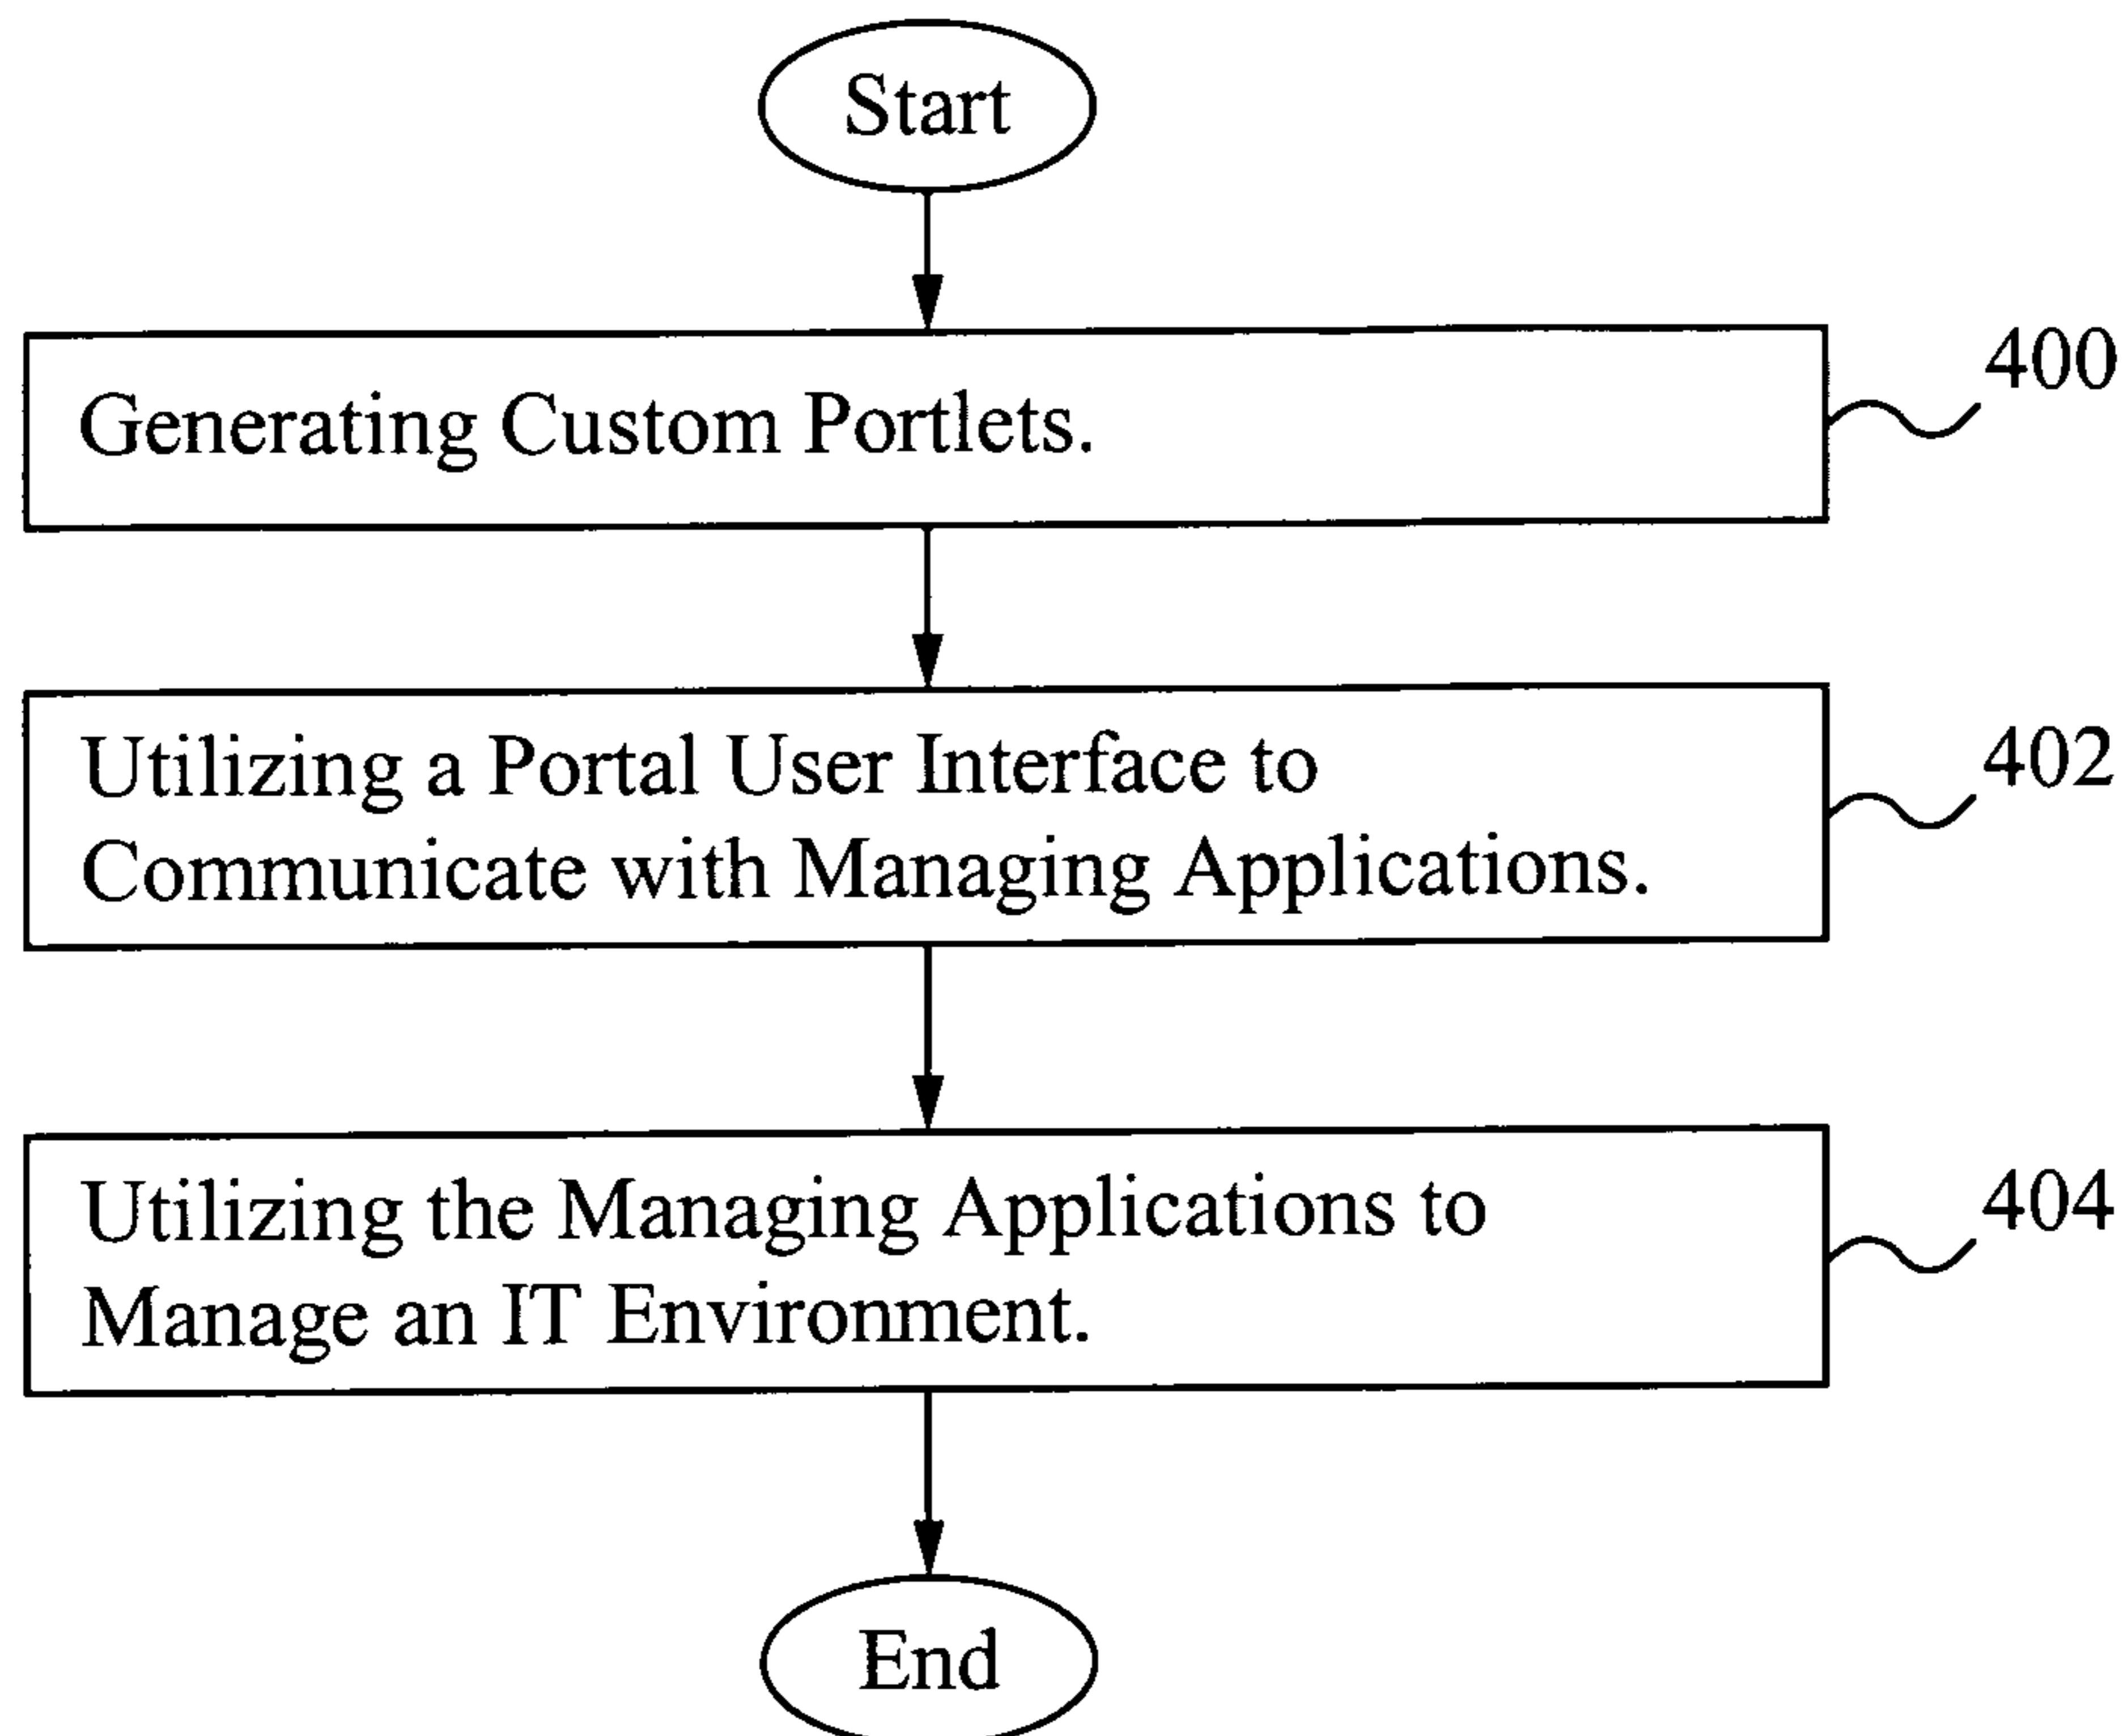 Start
Generating Custom Portlets.
400
Utilizing a Portal User Interface to
Communicate with Managing Applications.
402
Utilizing the Managing Applications to
Manage an IT Environment.
404
End